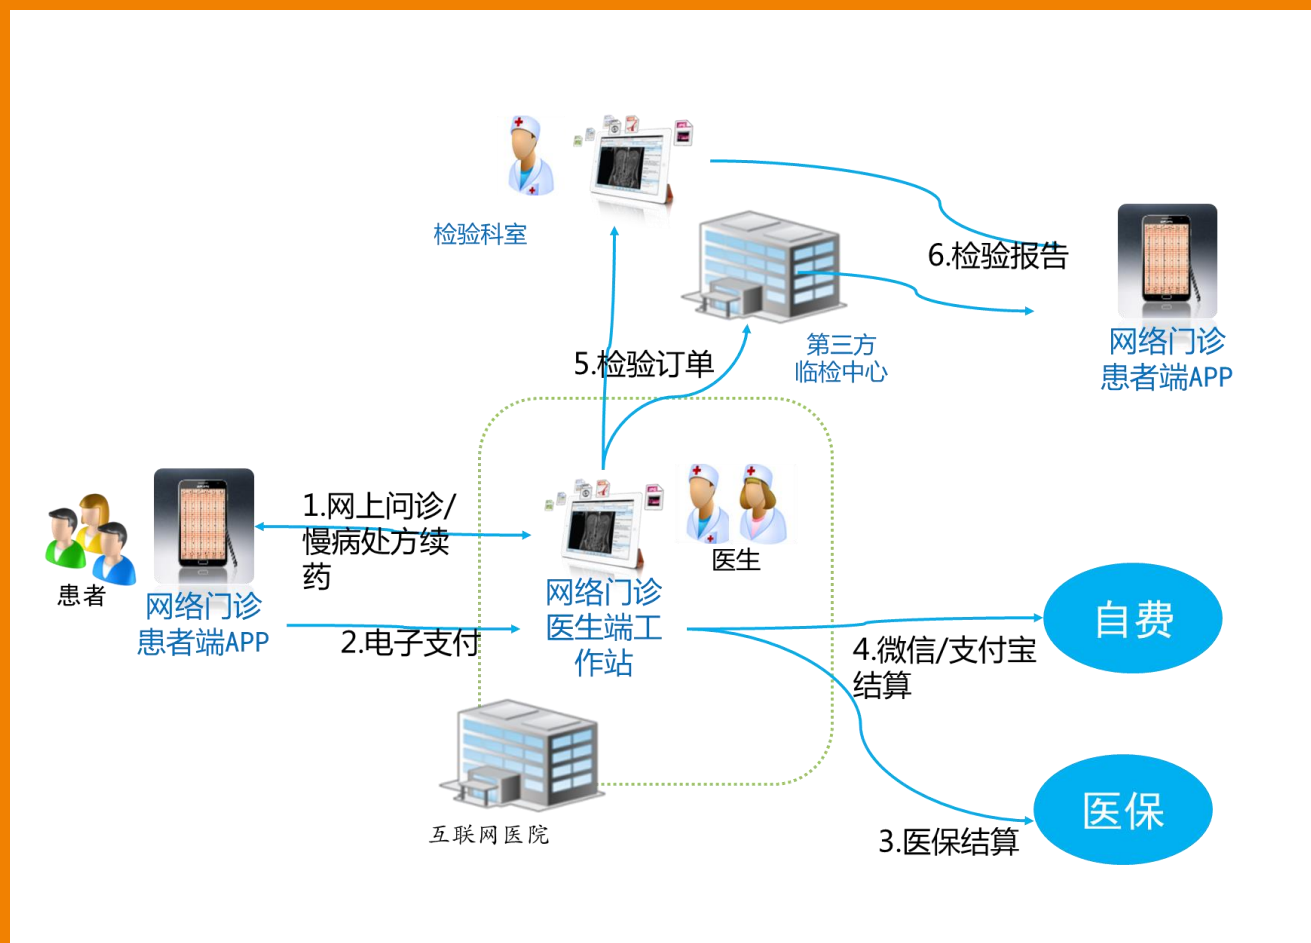 检验科室
6.检验报告
第三方
临检中心
网络门诊
患者端APP
5.检验订单
1.网上问诊/
慢病处方续
药
医生
患者
网络门诊
患者端APP
网络门诊
医生端工
作站
2.电子支付
自费
4.微信/支付宝
结算
医保
3.医保结算
互联网医院